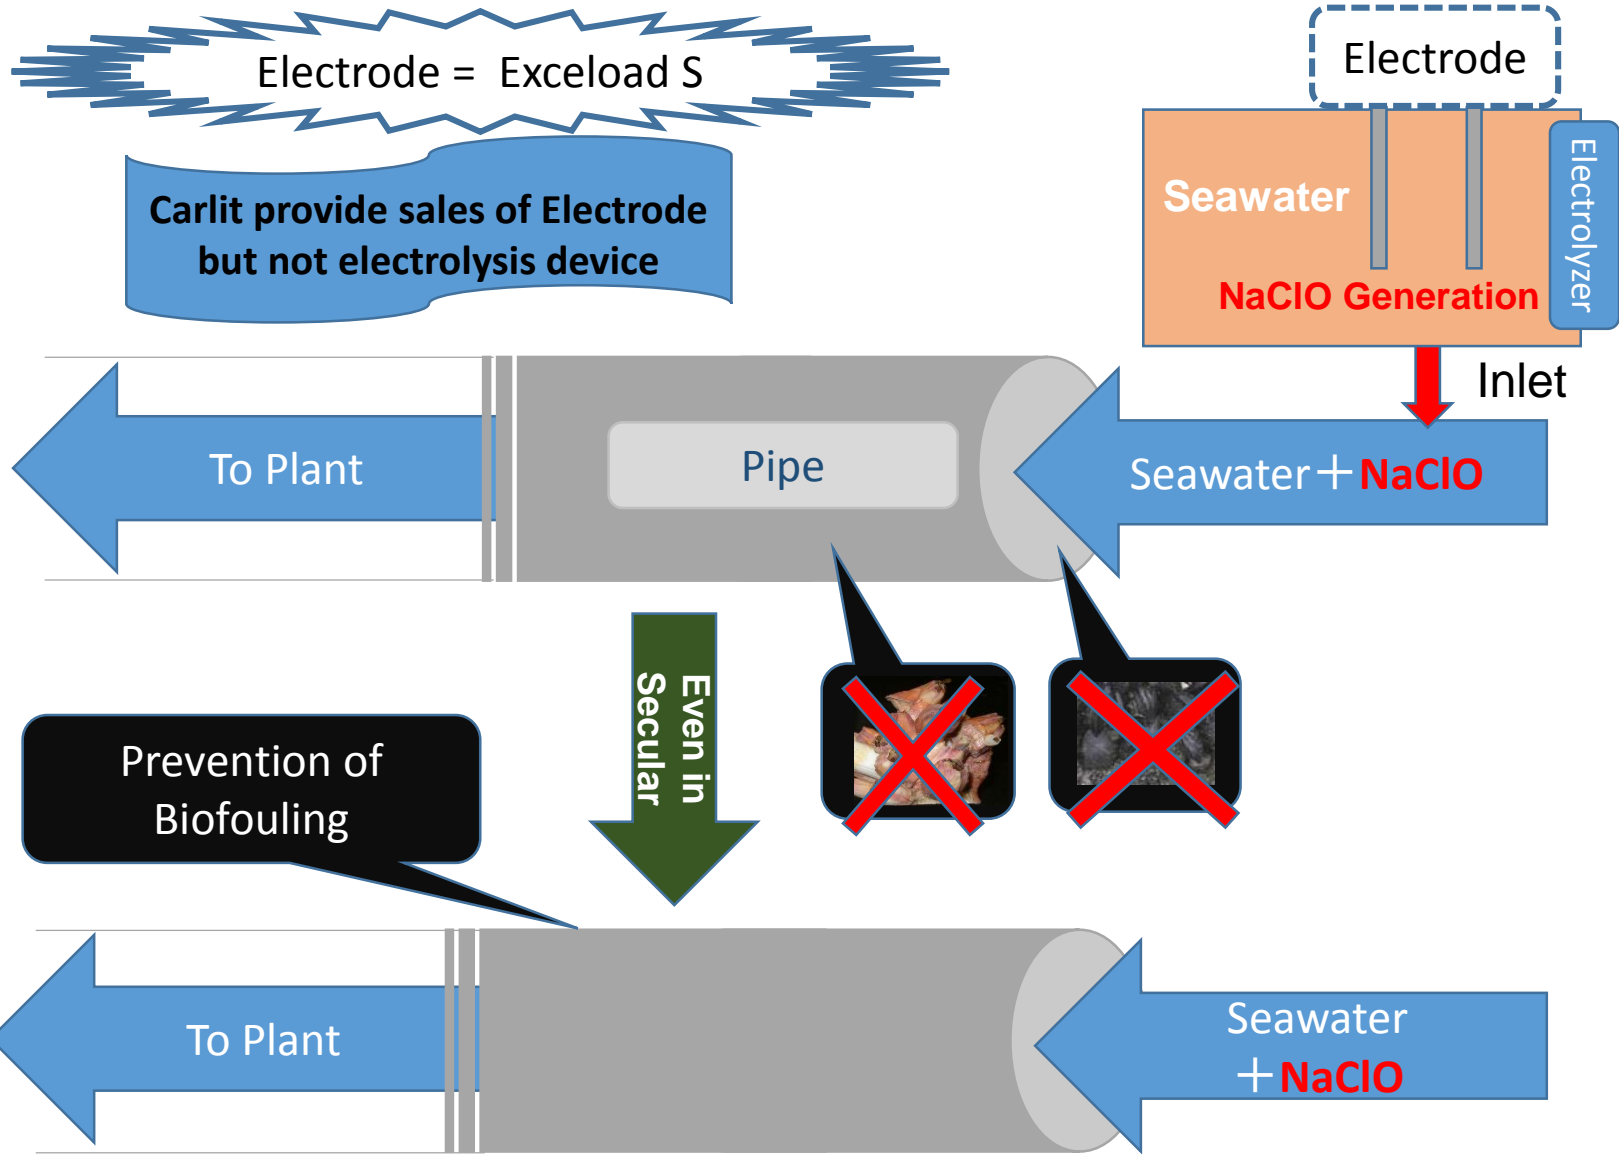 Electrode = Exceload S
Electrode
Carlit provide sales of Electrode
but not electrolysis device
Seawater
Electrolyzer
NaClO Generation
Inlet
To Plant
Pipe
Seawater＋NaClO
Even in
Secular
Prevention of
Biofouling
To Plant
Seawater
＋NaClO